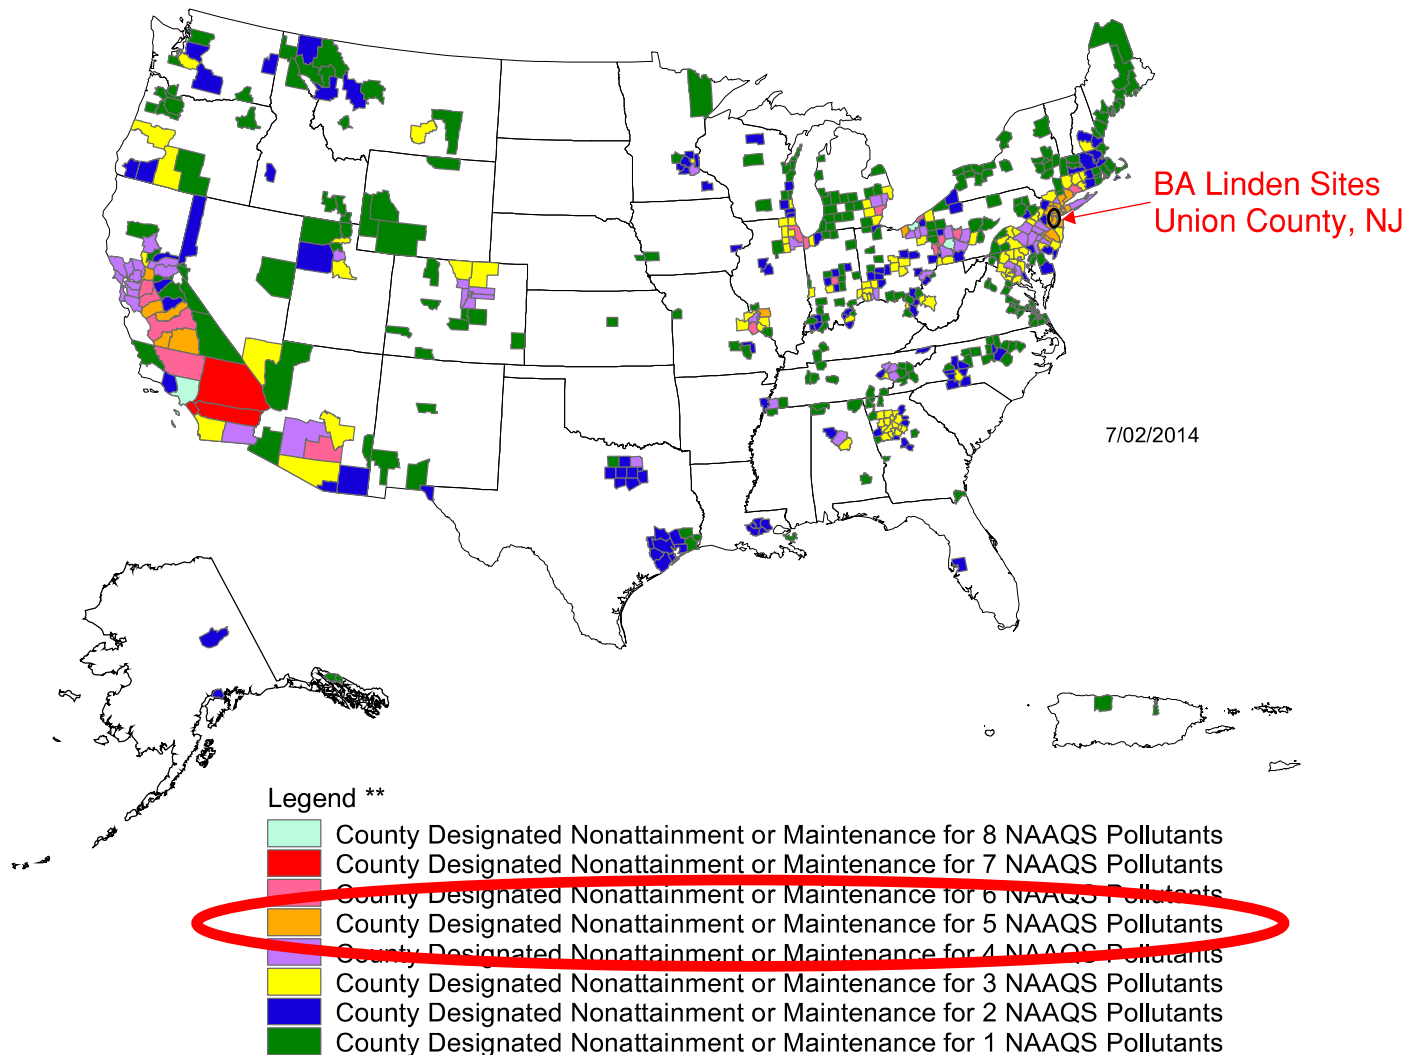 BA Linden Sites
Union County, NJ
7/02/2014
Legend **
County Designated Nonattainment or Maintenance for 8 NAAQS Pollutants
County Designated Nonattainment or Maintenance for 7 NAAQS Pollutants
County Designated Nonattainment or Maintenance for 6 NAAQS Pollutants
County Designated Nonattainment or Maintenance for 5 NAAQS Pollutants
County Designated Nonattainment or Maintenance for 4 NAAQS Pollutants
County Designated Nonattainment or Maintenance for 3 NAAQS Pollutants
County Designated Nonattainment or Maintenance for 2 NAAQS Pollutants
County Designated Nonattainment or Maintenance for 1 NAAQS Pollutants